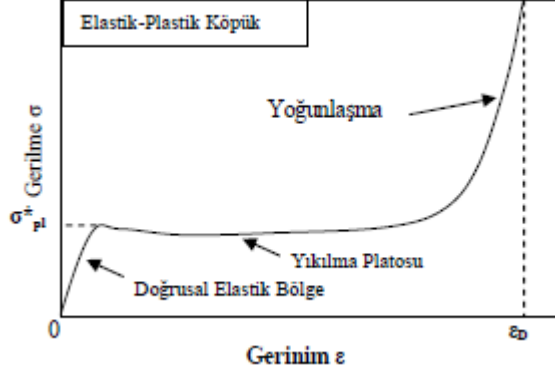 Elastik-Plastik Köpük
Yoğunlaşma
Gerilme σ
σ*pl
Yıkılma Platosu
Doğrusal Elastik Bölge
0
εD
Gerinim ε